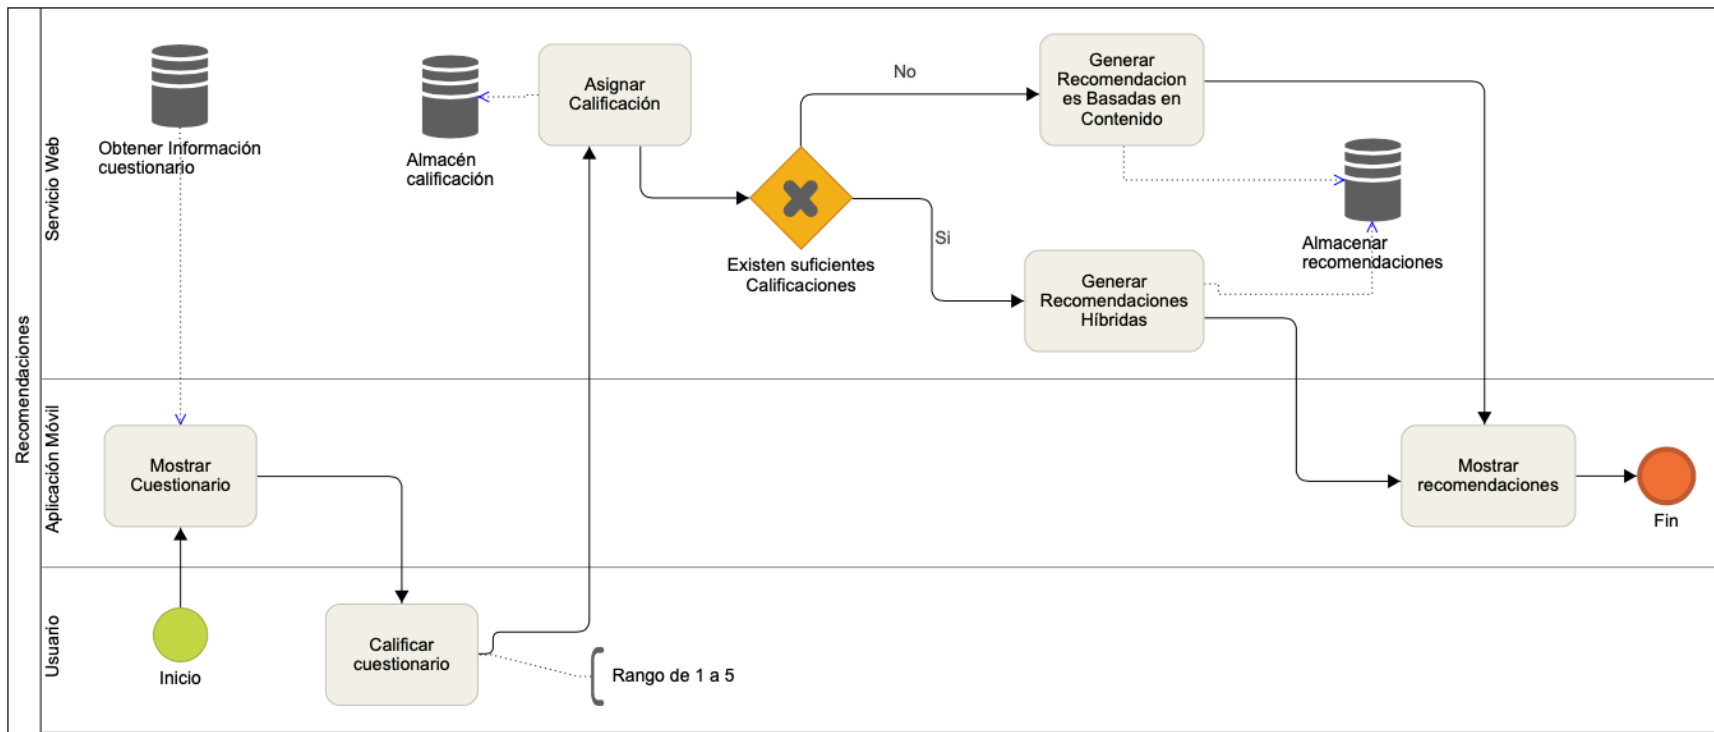 Recomendaciones
Servicio Web
Obtener Información
cuestionario
Almacén
calificación
Asignar
Calificación
Existen suficientes
Calificaciones
No
Si
Generar
Recomendacion
es Basadas en
Contenido
Generar
Recomendaciones
Híbridas
Almacenar
recomendaciones
Aplicación Móvil
Mostrar
Cuestionario
Mostrar
recomendaciones
Fin
Usuario
Inicio
Calificar
cuestionario
Rango de 1 a 5